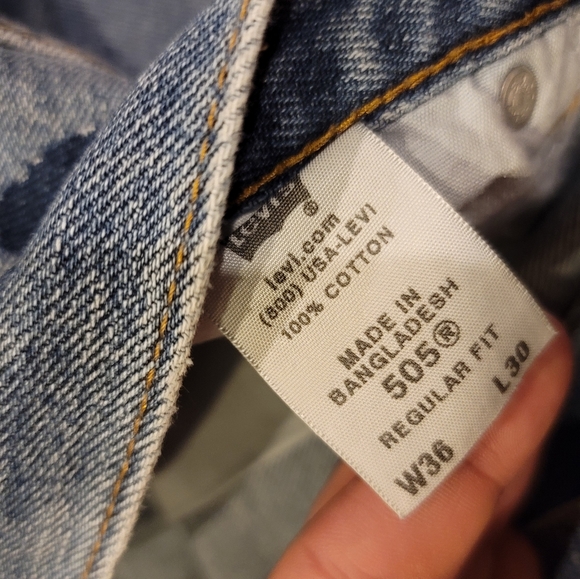 Levi's
®
levi.com
(800) USA-LEVI
100% COTTON
MADE IN
BANGLADESH
505®
REGULAR FIT
W36 L30